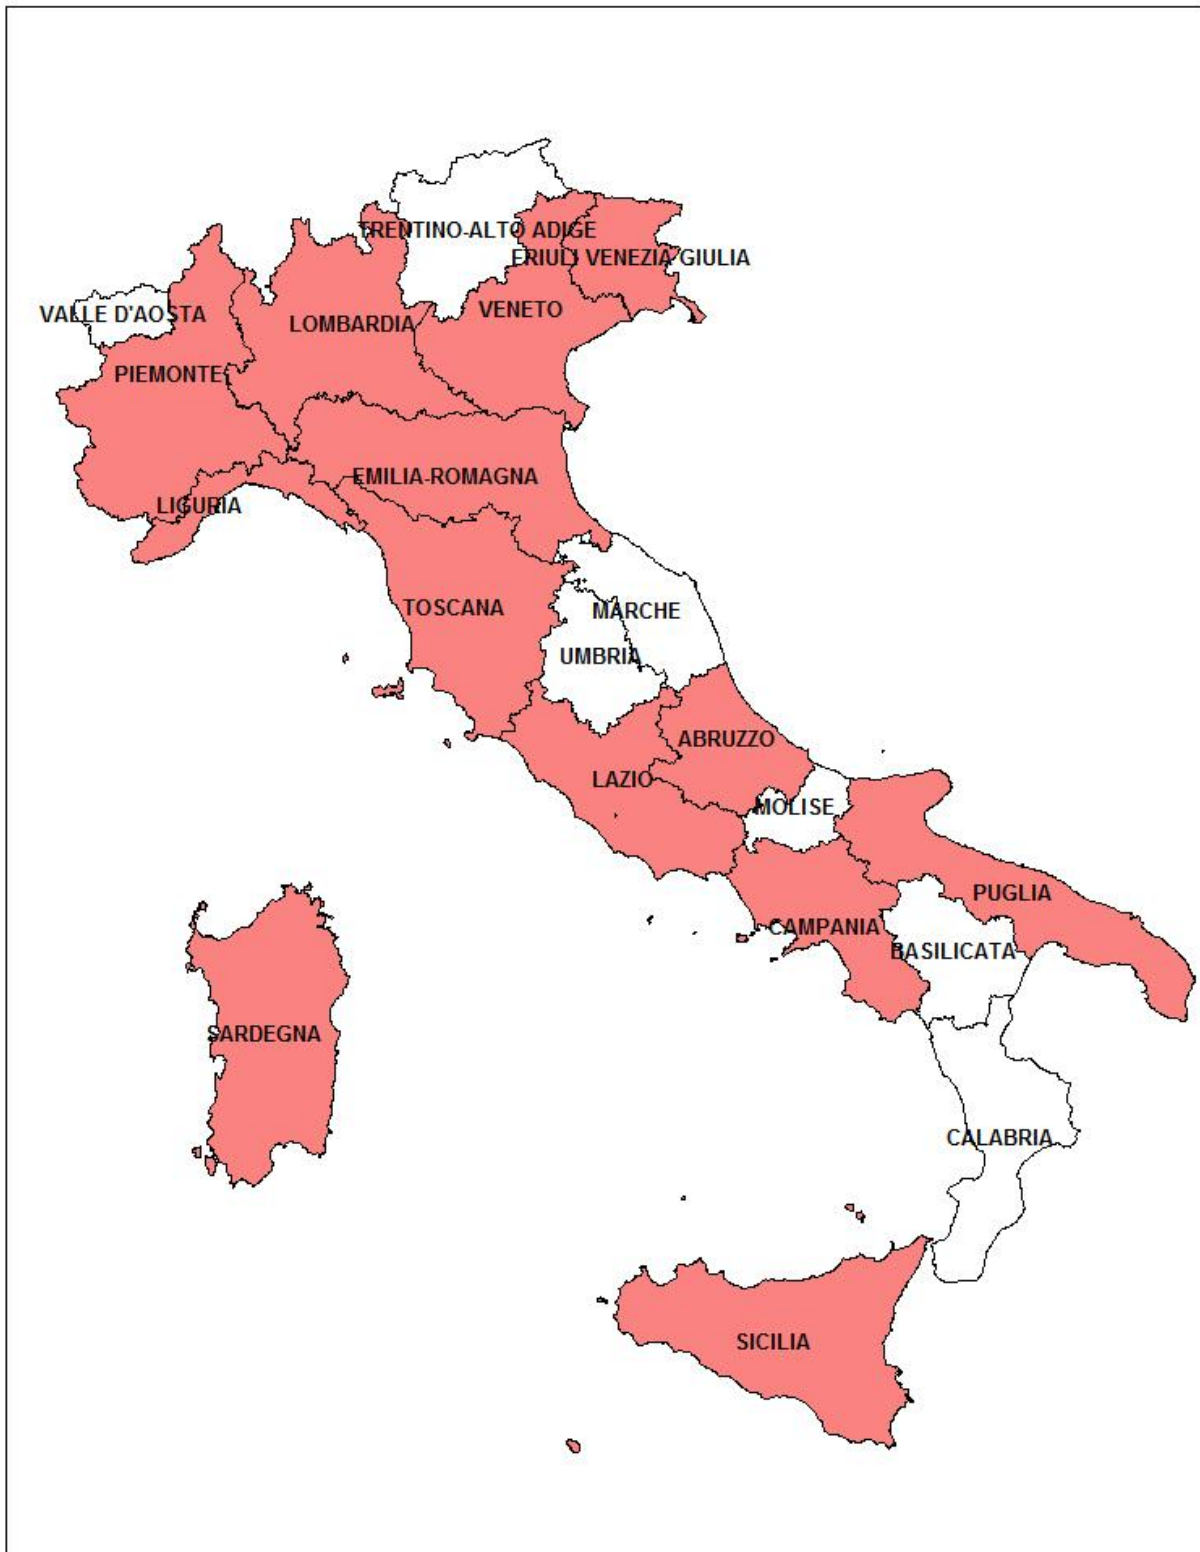 TRENTINO-ALTO ADIGE
FRIULI VENEZIA GIULIA
VALLE D'AOSTA
LOMBARDIA
VENETO
PIEMONTE
EMILIA-ROMAGNA
LIGURIA
TOSCANA
MARCHE
UMBRIA
ABRUZZO
LAZIO
MOLISE
PUGLIA
CAMPANIA
BASILICATA
SARDEGNA
CALABRIA
SICILIA